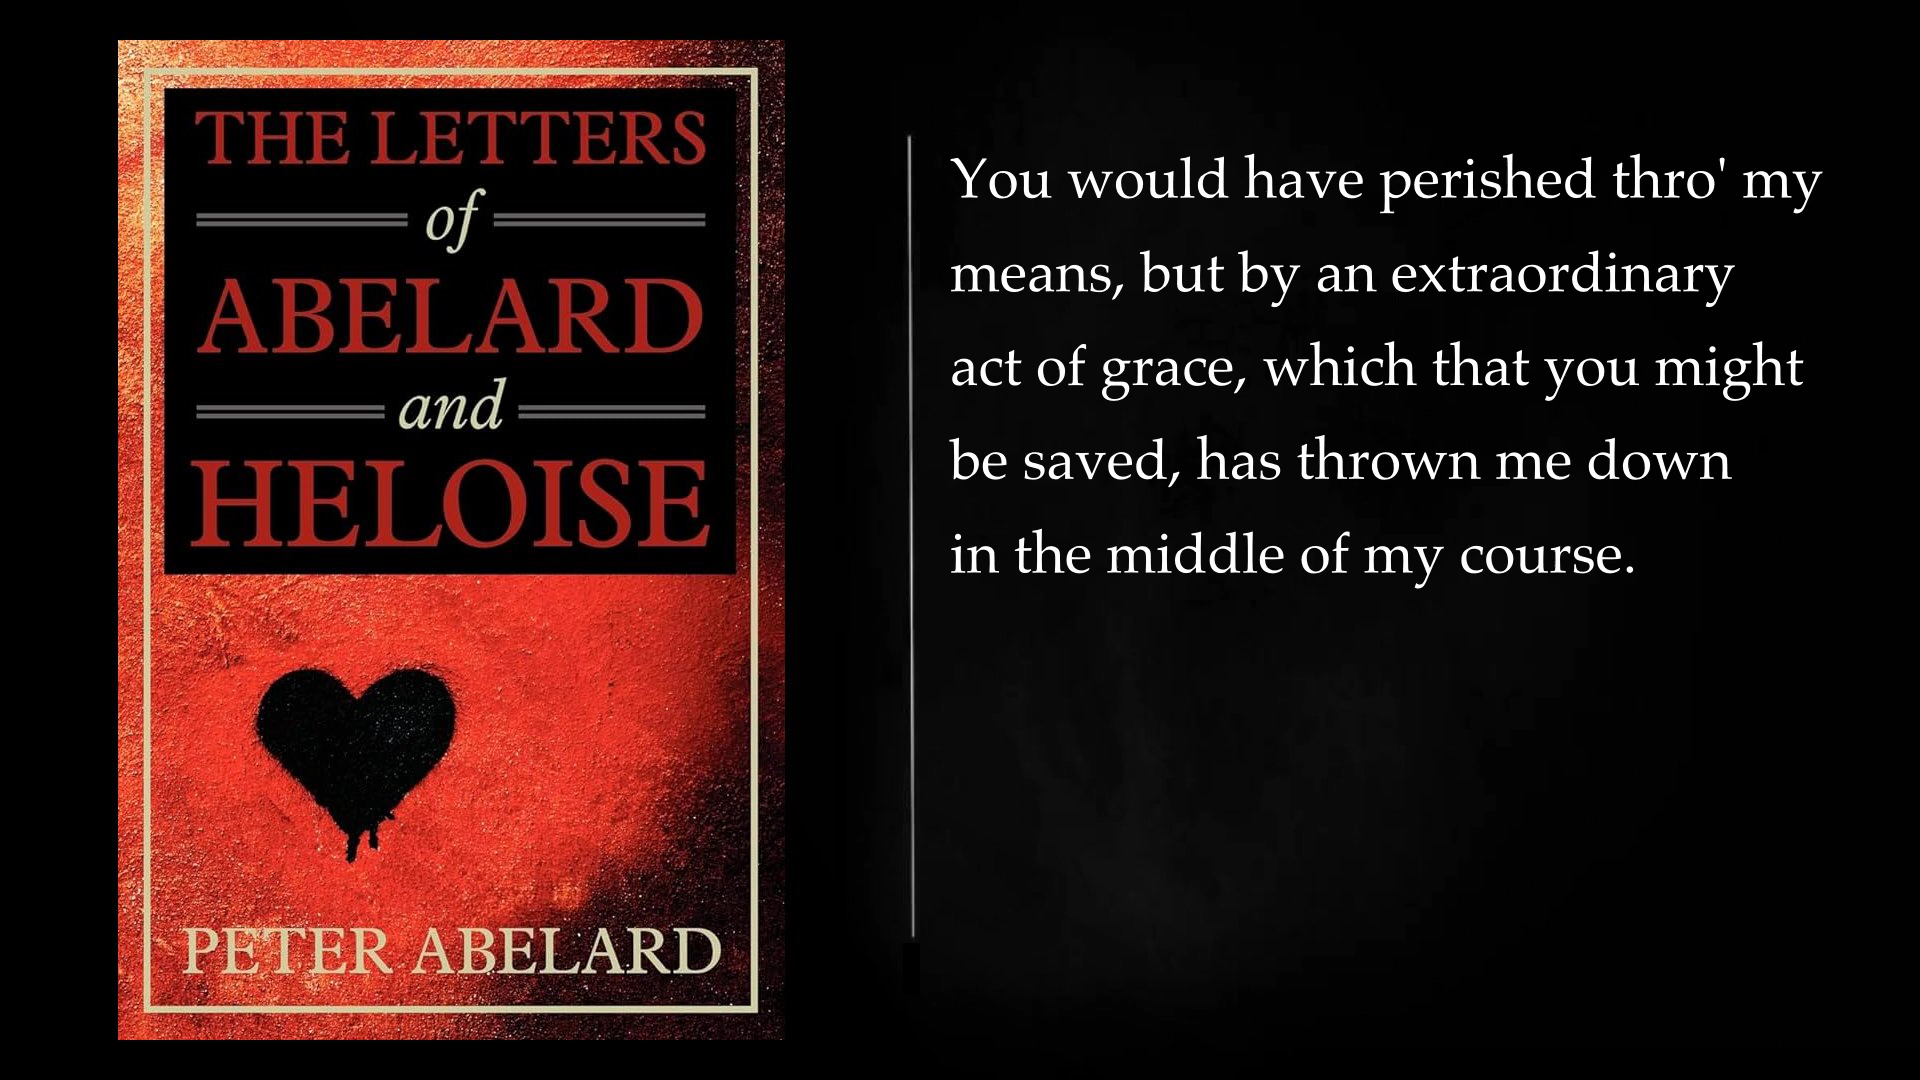 THE LETTERS
of
ABELARD
and
HELOISE
PETER ABELARD
You would have perished thro' my
means, but by an extraordinary
act of grace, which that you might
be saved, has thrown me down
in the middle of my course.